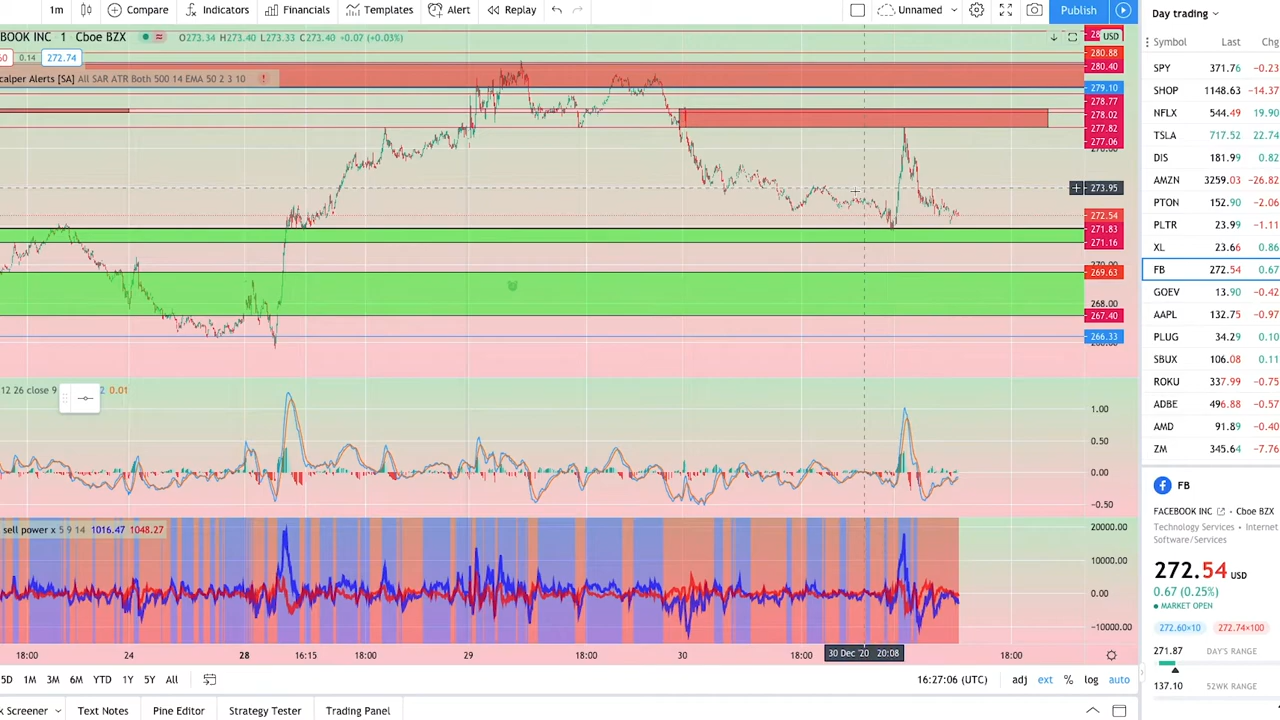 1m Compare Indicators Financials Templates Alert Replay Unnamed Publish
Day trading
ACEBOOK INC 1 Cboe BZX O273.34 H273.40 L273.33 C273.40 +0.07 (+0.03%)
0.14 272.74
calper Alerts [SA] All SAR ATR Both 500 14 EMA 50 2 3 10
USD
280.88
280.40
279.10
278.77
278.02
277.82
277.06
273.95
272.54
271.83
271.16
270.00
269.63
268.00
267.40
266.33
12 26 close 9 2 0.01
1.00
0.50
0.00
−0.50
sell power x 5 9 14 1016.47 1048.27
20000.00
10000.00
0.00
−10000.00
18:00 24 28 16:15 18:00 29 18:00 30 18:00 30 Dec '20 20:08 18:00
5D 1M 3M 6M YTD 1Y 5Y All 16:27:06 (UTC) adj ext % log auto
k Screener Text Notes Pine Editor Strategy Tester Trading Panel
Symbol Last Chg
SPY 371.76 −0.23
SHOP 1148.63 −14.37
NFLX 544.49 19.90
TSLA 717.52 22.74
DIS 181.99 0.82
AMZN 3259.03 −26.82
PTON 152.90 −2.06
PLTR 23.99 −1.11
XL 23.66 0.86
FB 272.54 0.67
GOEV 13.90 −0.42
AAPL 132.75 −0.97
PLUG 34.29 0.10
SBUX 106.08 0.11
ROKU 337.99 −0.75
ADBE 496.88 −0.57
AMD 91.89 −0.40
ZM 345.64 −7.76
FB
FACEBOOK INC • Cboe BZX
Technology Services • Internet
Software/Services
272.54 USD
0.67 (0.25%)
MARKET OPEN
272.60×10 272.74×100
271.87 DAY'S RANGE
137.10 52WK RANGE